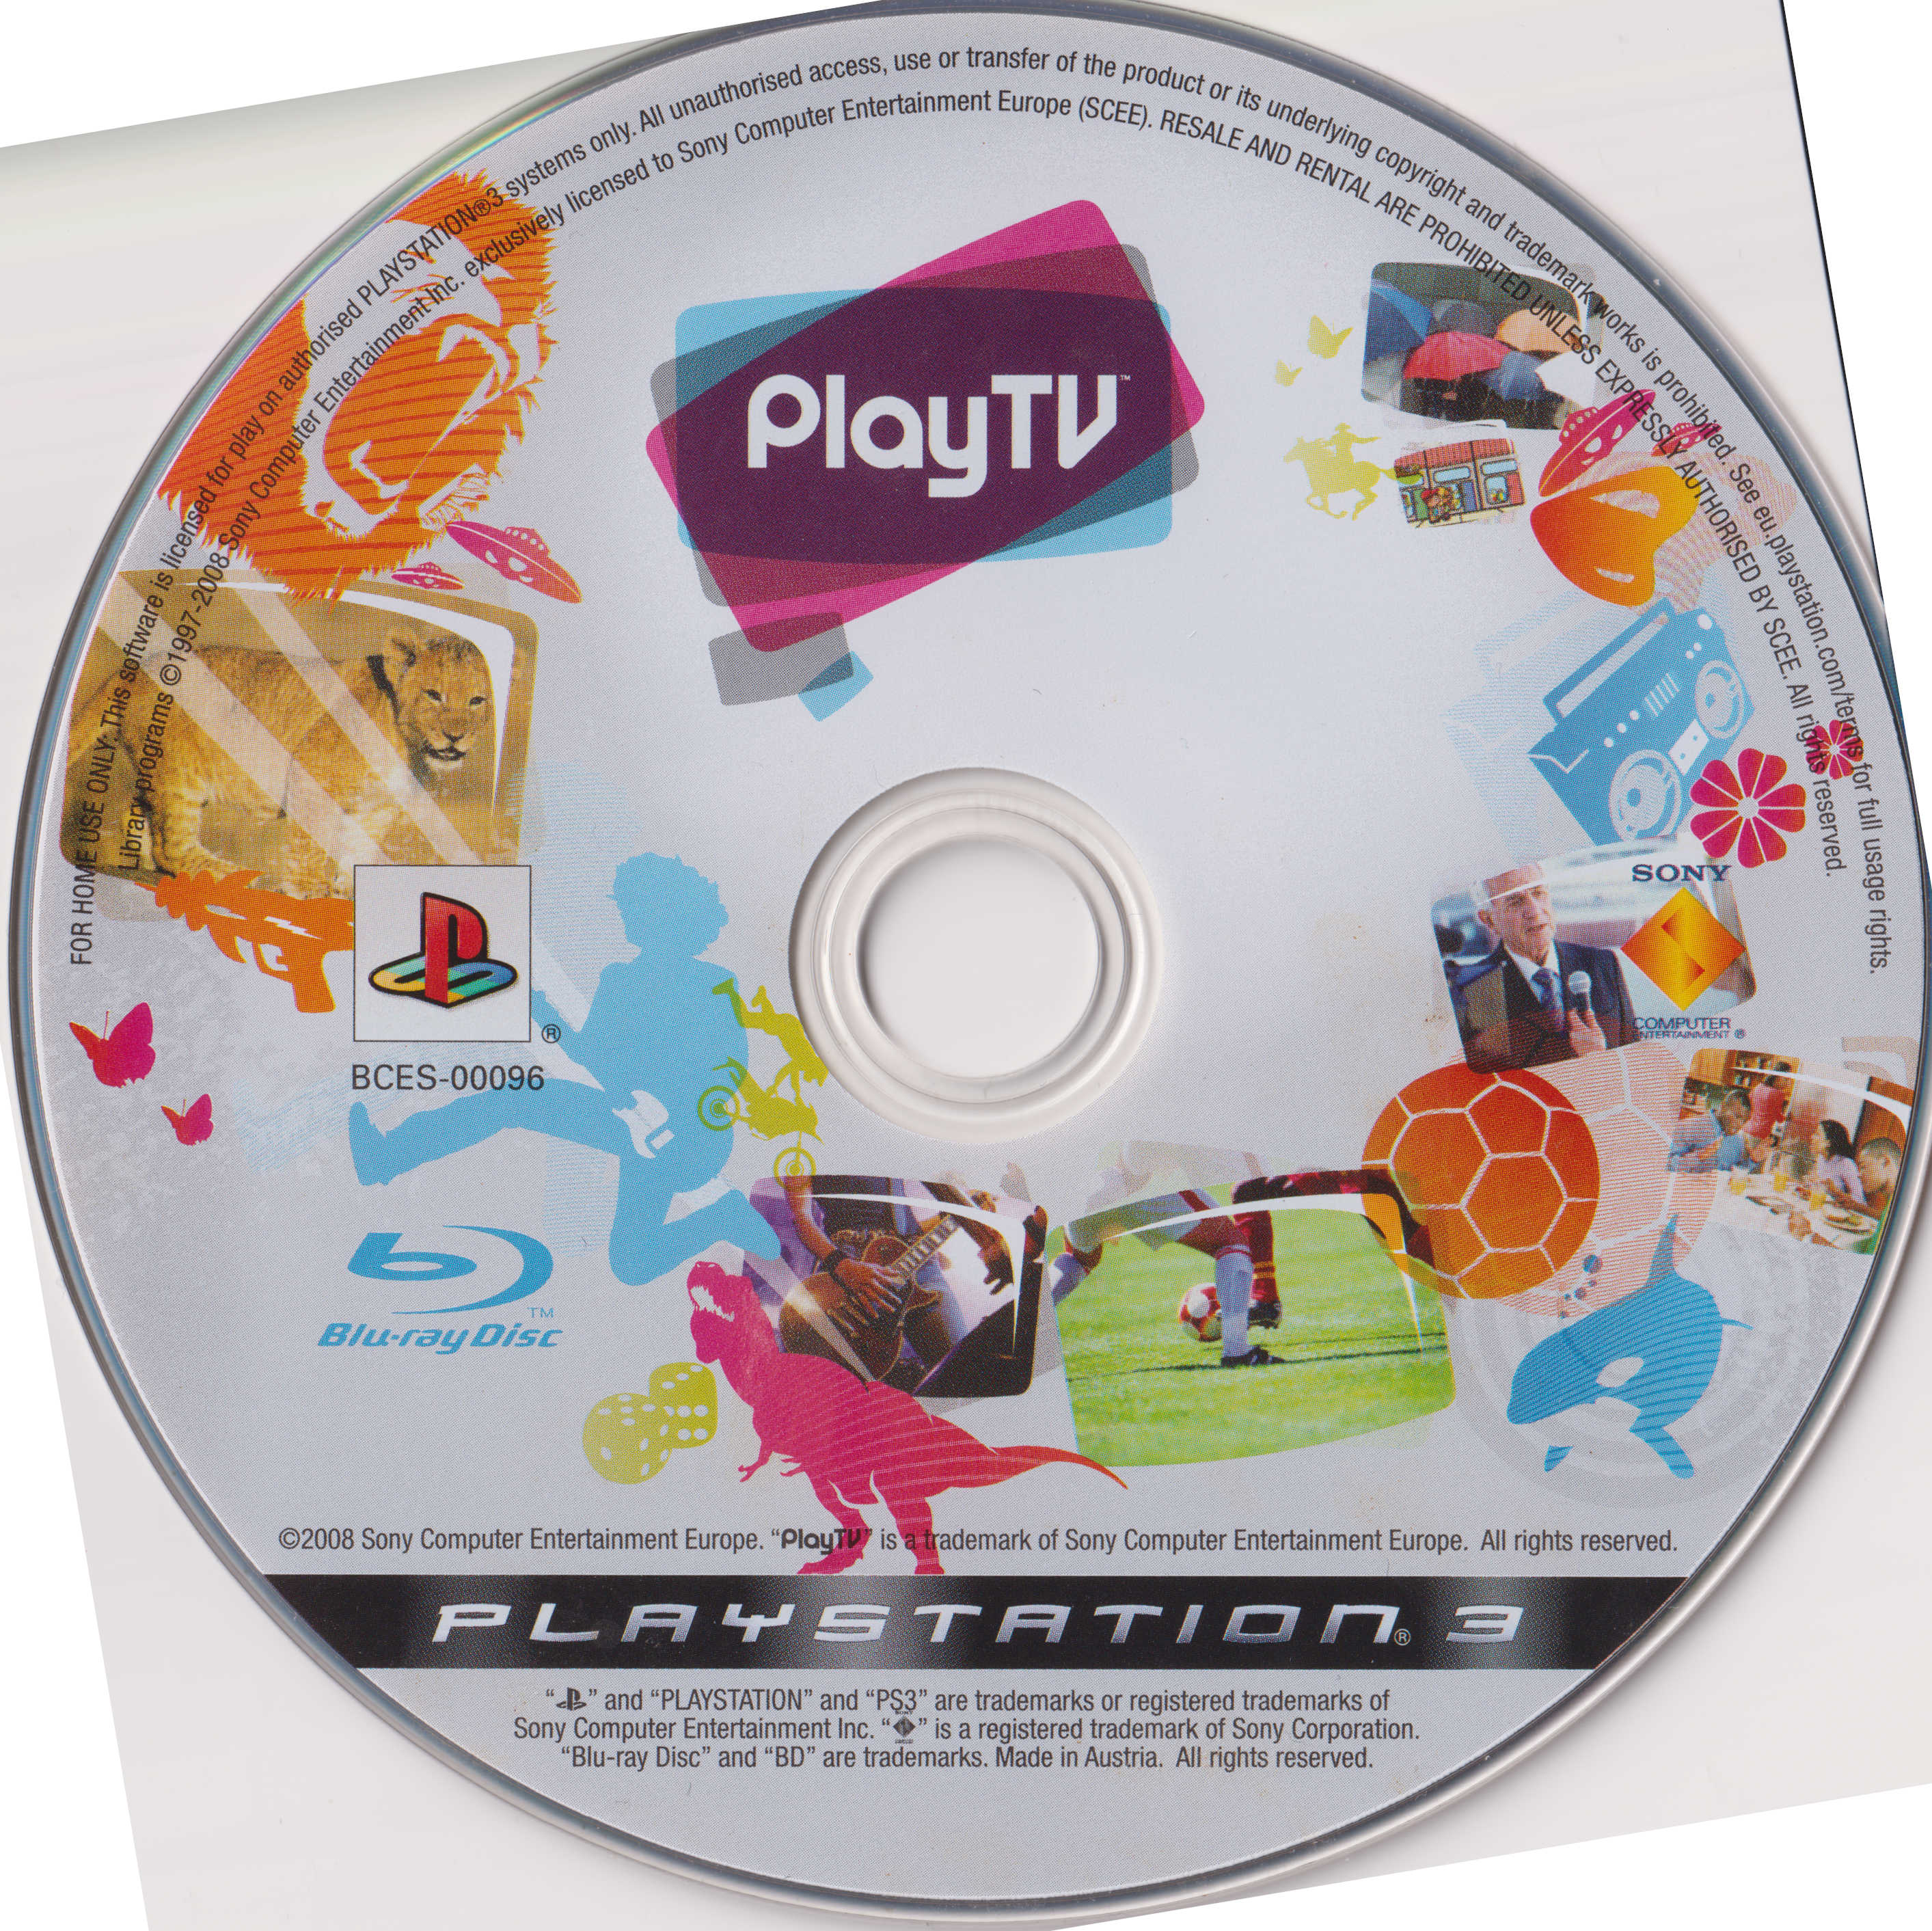 FOR HOME USE ONLY: This software is licensed for play on authorised PLAYSTATION®3 systems only. All unauthorised access, use or transfer of the product or its underlying copyright and trademark works is prohibited. See eu.playstation.com/terms for full usage rights.
Library programs ©1997-2008 Sony Computer Entertainment Inc. exclusively licensed to Sony Computer Entertainment Europe (SCEE). RESALE AND RENTAL ARE PROHIBITED UNLESS EXPRESSLY AUTHORISED BY SCEE. All rights reserved.
PlayTV™
SONY
COMPUTER
ENTERTAINMENT ®
®
BCES-00096
Blu-ray Disc™
©2008 Sony Computer Entertainment Europe. “PlayTV” is a trademark of Sony Computer Entertainment Europe. All rights reserved.
PLAYSTATION® 3
“ ” and “PLAYSTATION” and “PS3” are trademarks or registered trademarks of
Sony Computer Entertainment Inc. “ ” is a registered trademark of Sony Corporation.
“Blu-ray Disc” and “BD” are trademarks. Made in Austria. All rights reserved.